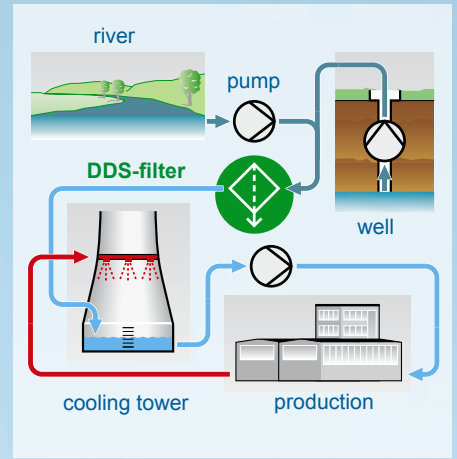 river
pump
DDS-filter
well
cooling tower
production